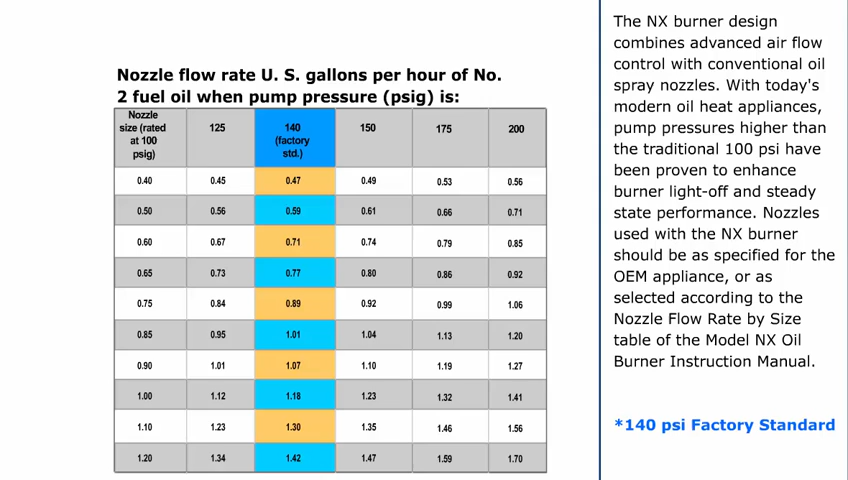 Nozzle flow rate U. S. gallons per hour of No.
2 fuel oil when pump pressure (psig) is:
Nozzle
size (rated
at 100
psig)
125
140
(factory
std.)
150
175
200
0.40 0.45 0.47 0.49 0.53 0.56
0.50 0.56 0.59 0.61 0.66 0.71
0.60 0.67 0.71 0.74 0.79 0.85
0.65 0.73 0.77 0.80 0.86 0.92
0.75 0.84 0.89 0.92 0.99 1.06
0.85 0.95 1.01 1.04 1.13 1.20
0.90 1.01 1.07 1.10 1.19 1.27
1.00 1.12 1.18 1.23 1.32 1.41
1.10 1.23 1.30 1.35 1.46 1.56
1.20 1.34 1.42 1.47 1.59 1.70
The NX burner design
combines advanced air flow
control with conventional oil
spray nozzles. With today's
modern oil heat appliances,
pump pressures higher than
the traditional 100 psi have
been proven to enhance
burner light-off and steady
state performance. Nozzles
used with the NX burner
should be as specified for the
OEM appliance, or as
selected according to the
Nozzle Flow Rate by Size
table of the Model NX Oil
Burner Instruction Manual.
*140 psi Factory Standard